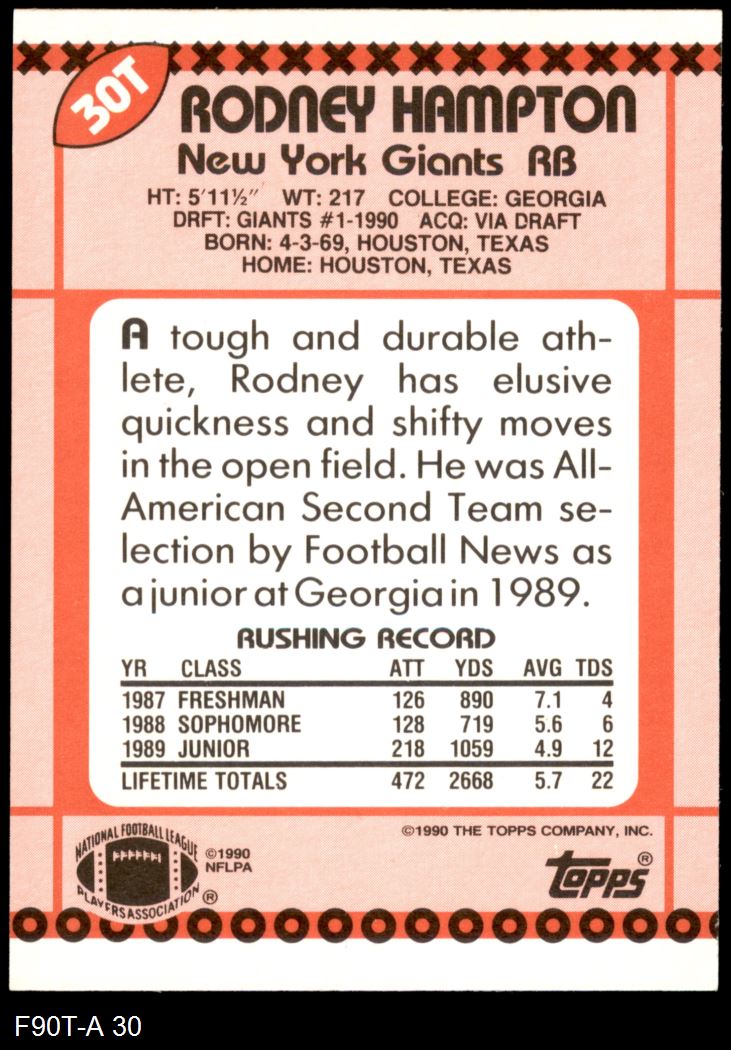 30T
RODNEY HAMPTON
New York Giants RB
HT: 5'11½" WT: 217 COLLEGE: GEORGIA
DRFT: GIANTS #1-1990 ACQ: VIA DRAFT
BORN: 4-3-69, HOUSTON, TEXAS
HOME: HOUSTON, TEXAS
A tough and durable ath-
lete, Rodney has elusive
quickness and shifty moves
in the open field. He was All-
American Second Team se-
lection by Football News as
a junior at Georgia in 1989.
RUSHING RECORD
YR CLASS ATT YDS AVG TDS
1987 FRESHMAN 126 890 7.1 4
1988 SOPHOMORE 128 719 5.6 6
1989 JUNIOR 218 1059 4.9 12
LIFETIME TOTALS 472 2668 5.7 22
©1990 THE TOPPS COMPANY, INC.
NATIONAL FOOTBALL LEAGUE
PLAYERS ASSOCIATION ®
©1990
NFLPA
Topps®
F90T-A 30